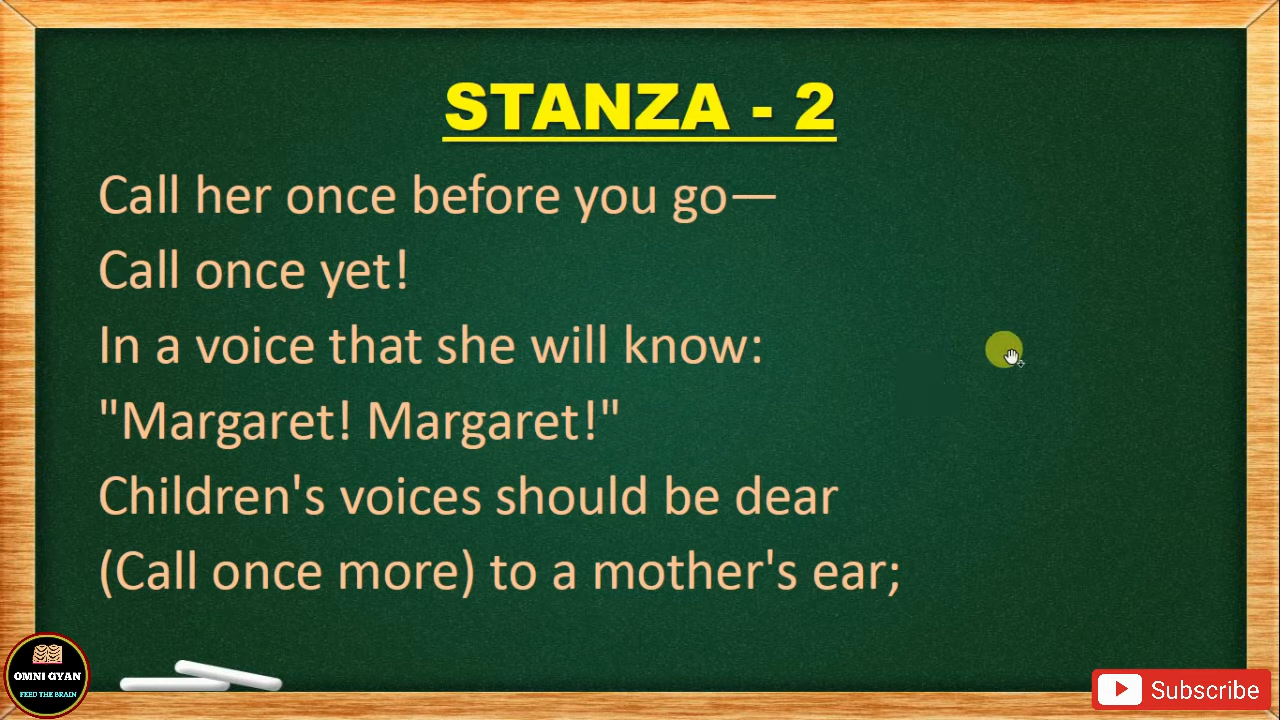 STANZA - 2
Call her once before you go—
Call once yet!
In a voice that she will know:
"Margaret! Margaret!"
Children's voices should be dear
(Call once more) to a mother's ear;
OMNI GYAN
FEED THE BRAIN
Subscribe